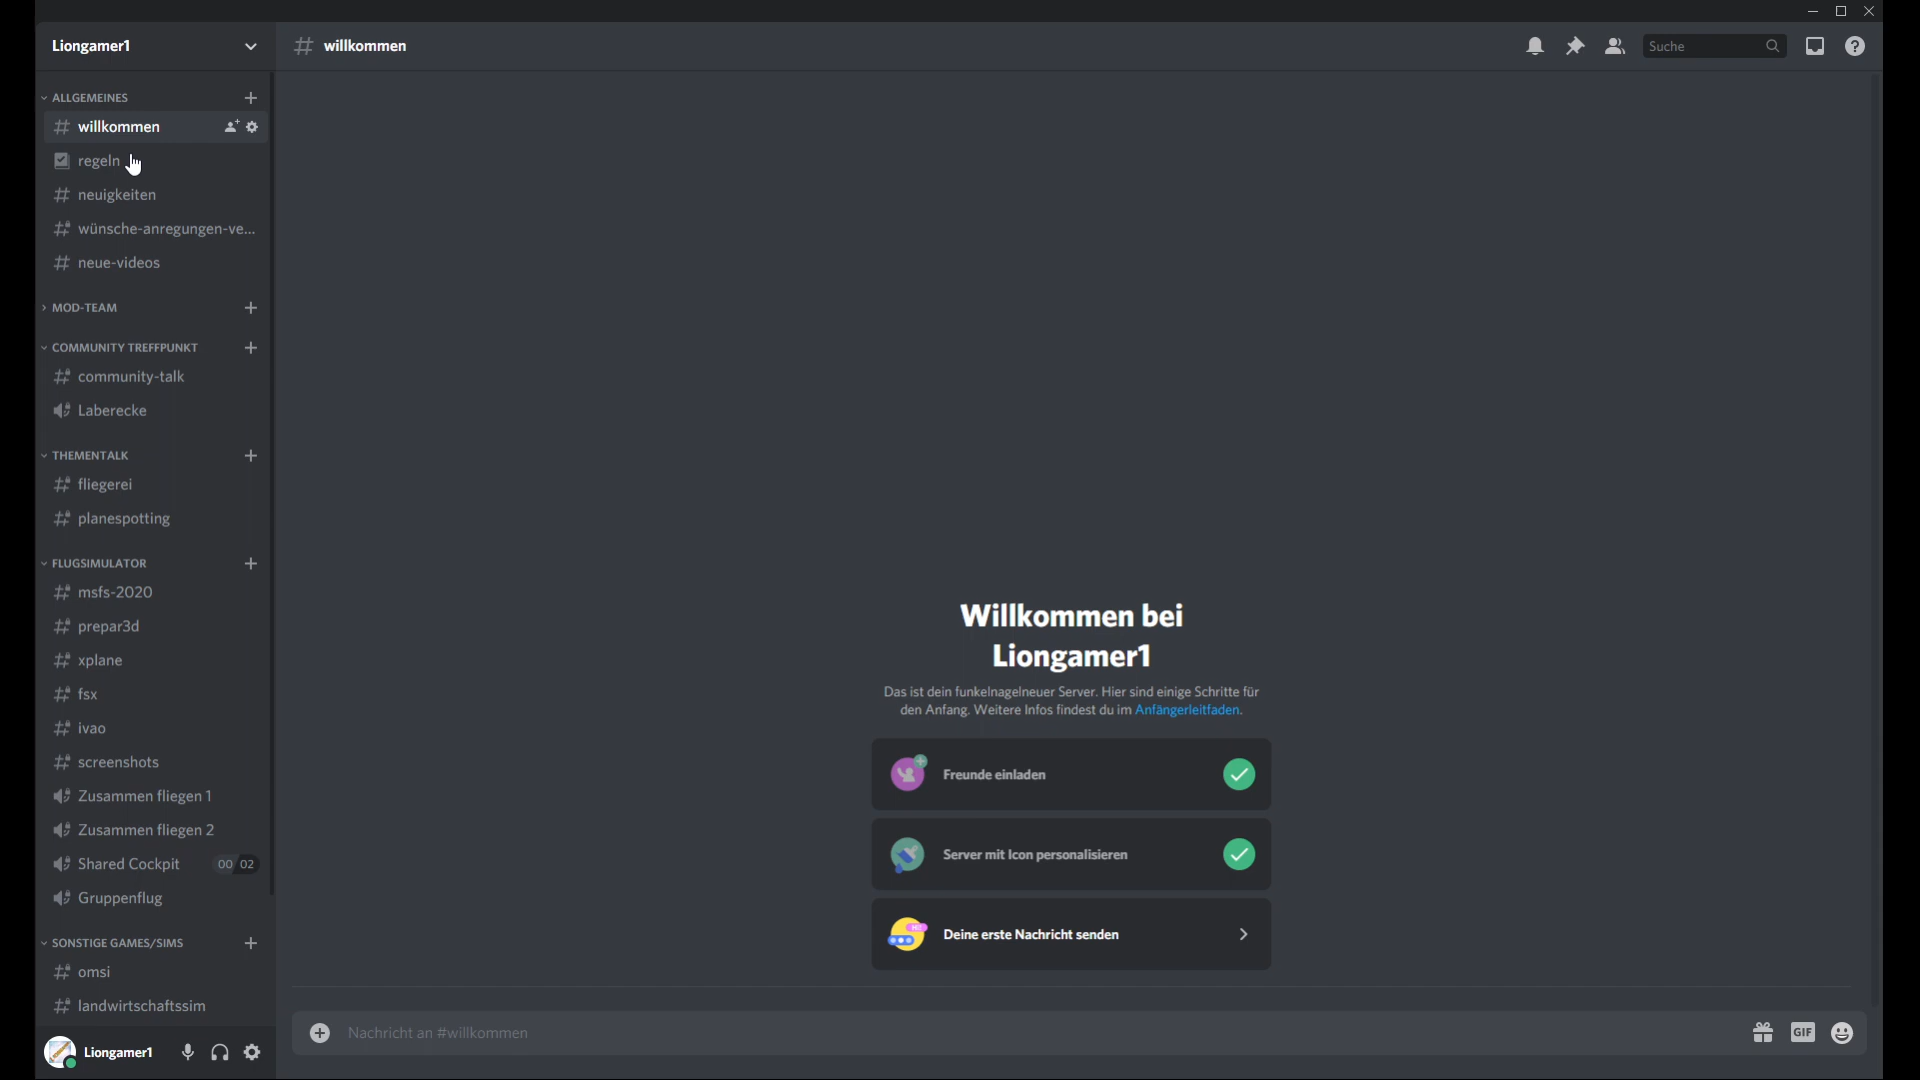 Liongamer1
willkommen
Suche
ALLGEMEINES
willkommen
regeln
neuigkeiten
wünsche-anregungen-ve...
neue-videos
MOD-TEAM
COMMUNITY TREFFPUNKT
community-talk
Laberecke
THEMENTALK
fliegerei
planespotting
FLUGSIMULATOR
msfs-2020
prepar3d
xplane
fsx
ivao
screenshots
Zusammen fliegen 1
Zusammen fliegen 2
Shared Cockpit 00 02
Gruppenflug
SONSTIGE GAMES/SIMS
omsi
landwirtschaftssim
Liongamer1
Willkommen bei
Liongamer1
Das ist dein funkelnagelneuer Server. Hier sind einige Schritte für
den Anfang. Weitere Infos findest du im Anfängerleitfaden.
Freunde einladen
Server mit Icon personalisieren
Deine erste Nachricht senden
Nachricht an #willkommen
GIF